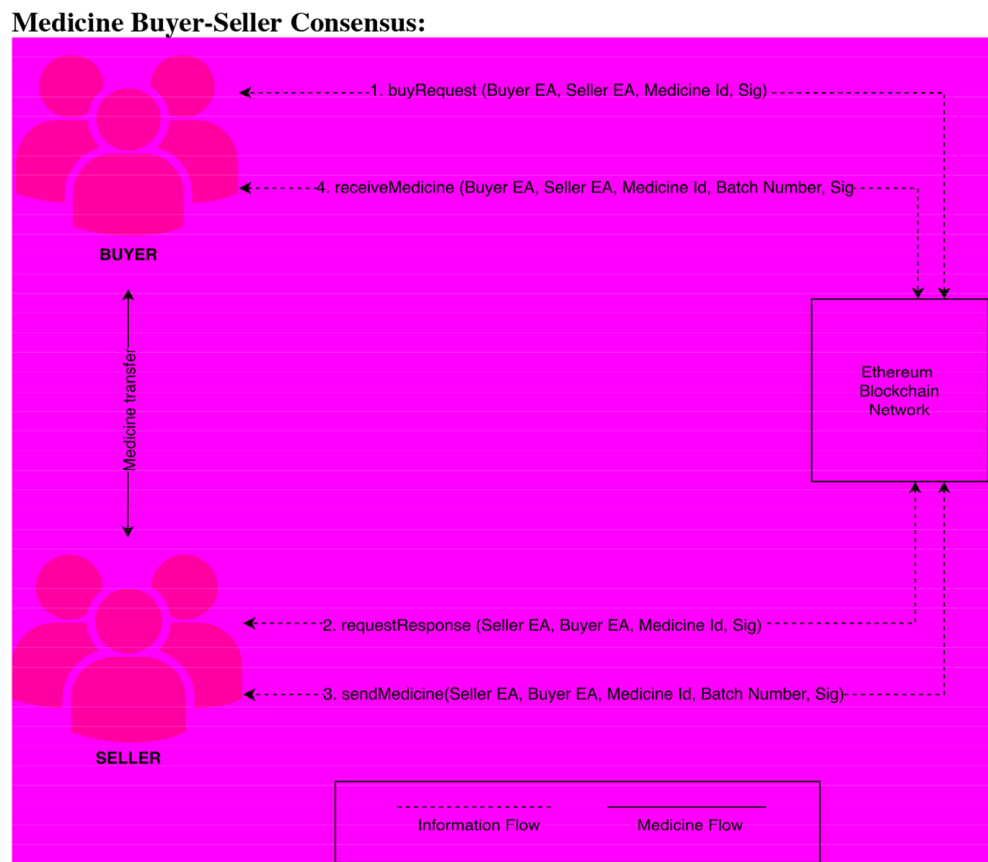 Medicine Buyer-Seller Consensus:
1. buyRequest (Buyer EA, Seller EA, Medicine Id, Sig)
4. receiveMedicine (Buyer EA, Seller EA, Medicine Id, Batch Number, Sig
BUYER
Medicine transfer
Ethereum
Blockchain
Network
2. requestResponse (Seller EA, Buyer EA, Medicine Id, Sig)
3. sendMedicine(Seller EA, Buyer EA, Medicine Id, Batch Number, Sig)
SELLER
Information Flow
Medicine Flow